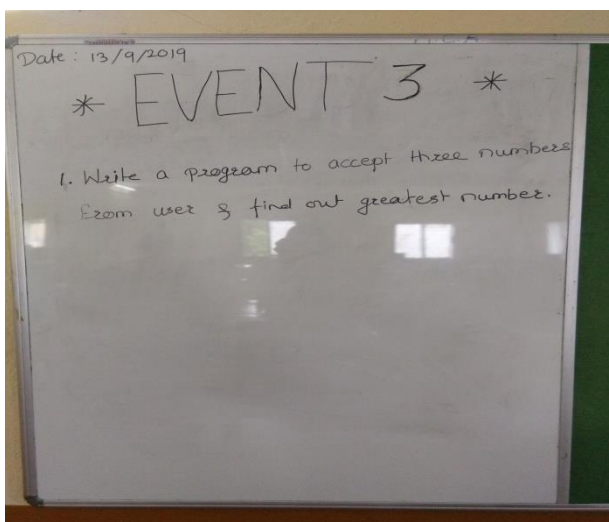 Date : 13/9/2019
* EVENT 3 *
1. Write a program to accept three numbers
from user & find out greatest number.